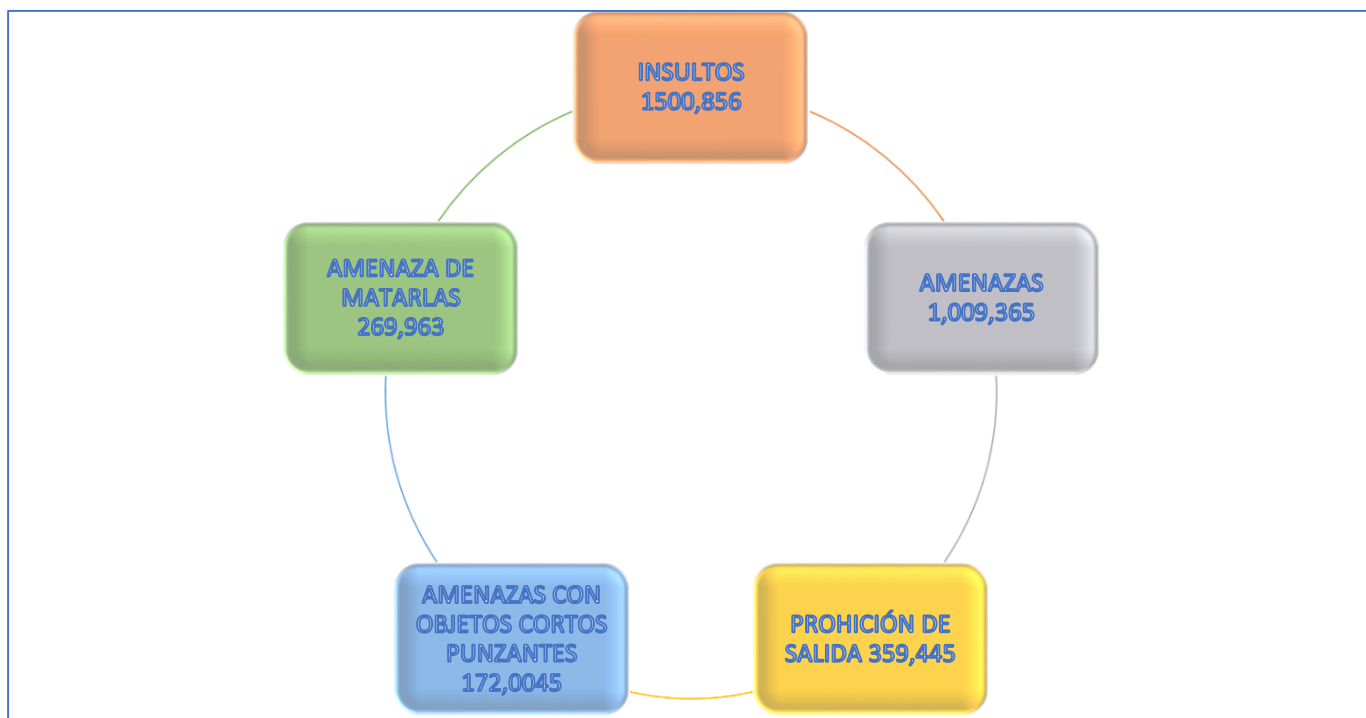 INSULTOS
1500,856
AMENAZAS
1,009,365
PROHICIÓN DE
SALIDA 359,445
AMENAZAS CON
OBJETOS CORTOS
PUNZANTES
172,0045
AMENAZA DE
MATARLAS
269,963